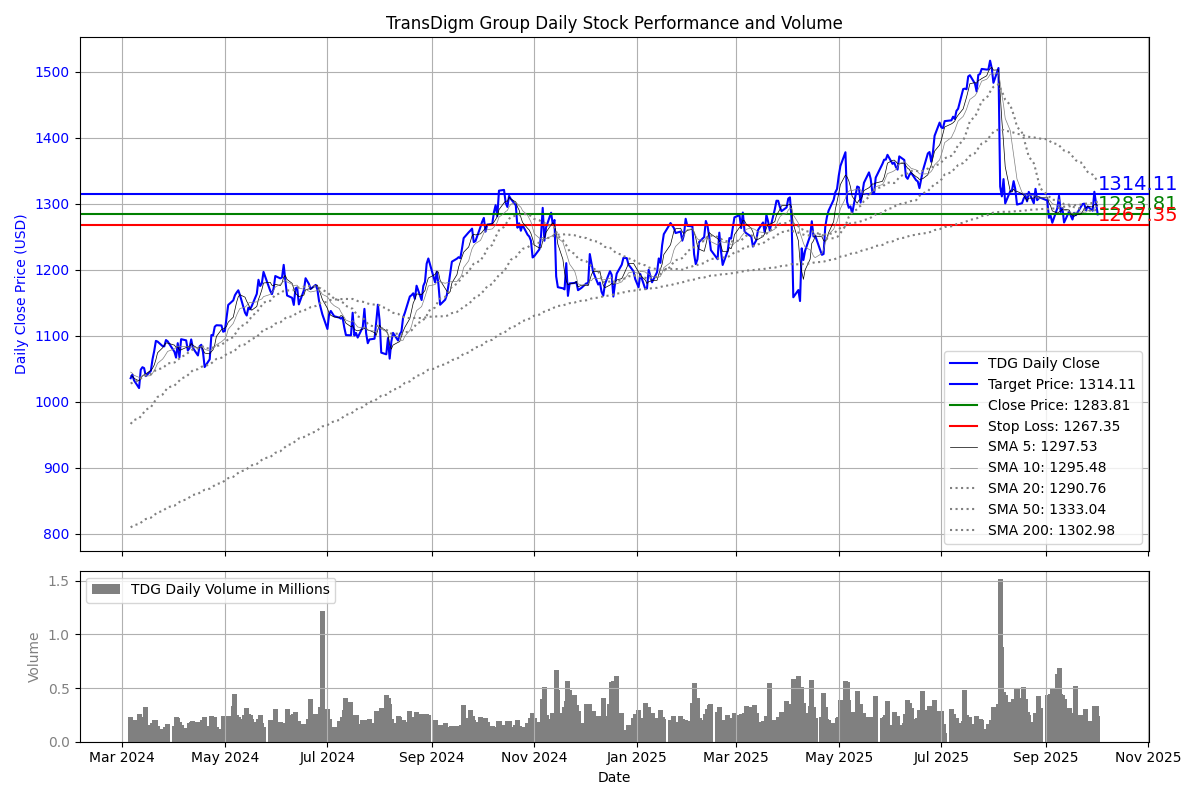 TransDigm Group Daily Stock Performance and Volume
Daily Close Price (USD)
1500
1400
1300
1200
1100
1000
900
800
1314.11
1283.81
1267.35
TDG Daily Close
Target Price: 1314.11
Close Price: 1283.81
Stop Loss: 1267.35
SMA 5: 1297.53
SMA 10: 1295.48
SMA 20: 1290.76
SMA 50: 1333.04
SMA 200: 1302.98
Volume
1.5
1.0
0.5
0.0
TDG Daily Volume in Millions
Mar 2024
May 2024
Jul 2024
Sep 2024
Nov 2024
Jan 2025
Mar 2025
May 2025
Jul 2025
Sep 2025
Nov 2025
Date